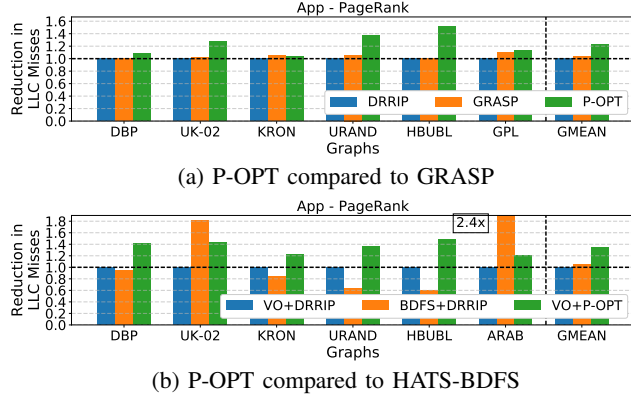 App - PageRank
Reduction in
LLC Misses
1.6
1.4
1.2
1.0
0.8
0.6
0.4
0.2
0.0
DRRIP GRASP P-OPT
DBP UK-02 KRON URAND HBUBL GPL GMEAN
Graphs
(a) P-OPT compared to GRASP
App - PageRank
Reduction in
LLC Misses
1.8
1.6
1.4
1.2
1.0
0.8
0.6
0.4
0.2
0.0
2.4x
VO+DRRIP BDFS+DRRIP VO+P-OPT
DBP UK-02 KRON URAND HBUBL ARAB GMEAN
Graphs
(b) P-OPT compared to HATS-BDFS